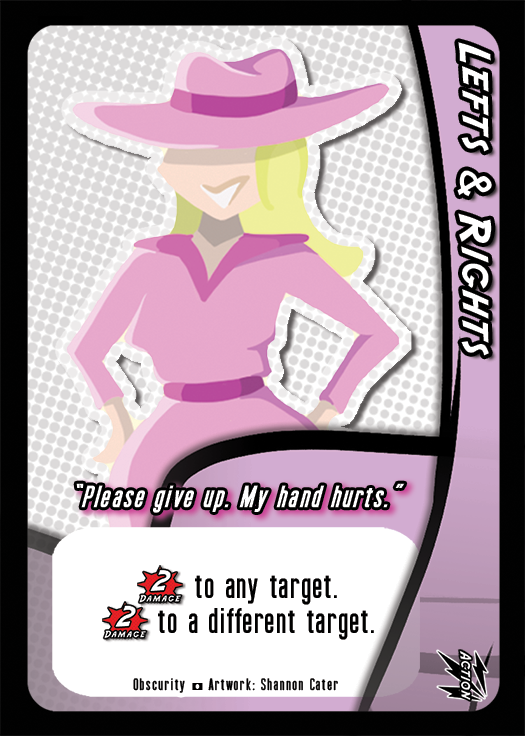 LEFTS & RIGHTS
"Please give up. My hand hurts."
2 DAMAGE to any target.
2 DAMAGE to a different target.
Obscurity Artwork: Shannon Cater
ACTION